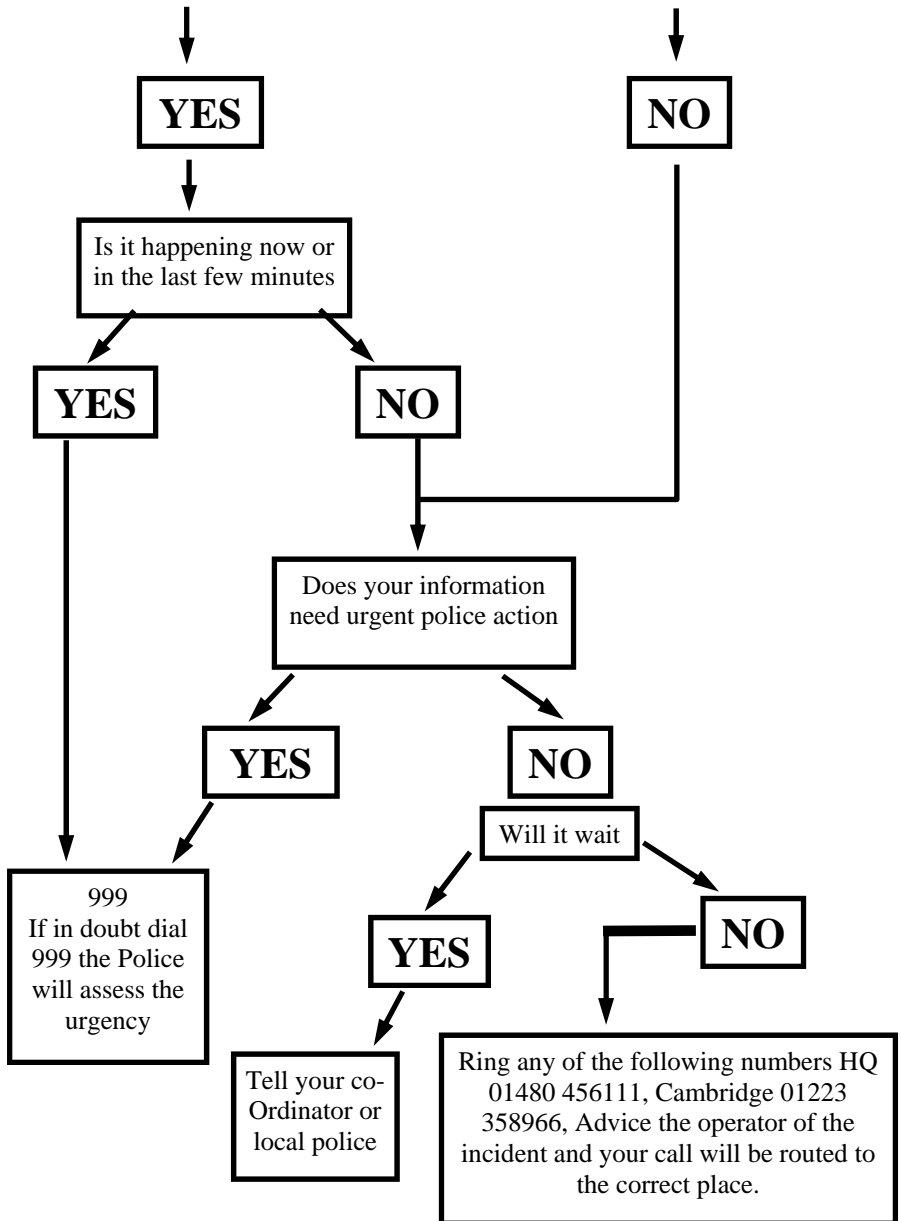 YES
NO
Is it happening now or
in the last few minutes
YES
NO
Does your information
need urgent police action
YES
NO
Will it wait
999
If in doubt dial
999 the Police
will assess the
urgency
YES
NO
Tell your co-
Ordinator or
local police
Ring any of the following numbers HQ
01480 456111, Cambridge 01223
358966, Advice the operator of the
incident and your call will be routed to
the correct place.